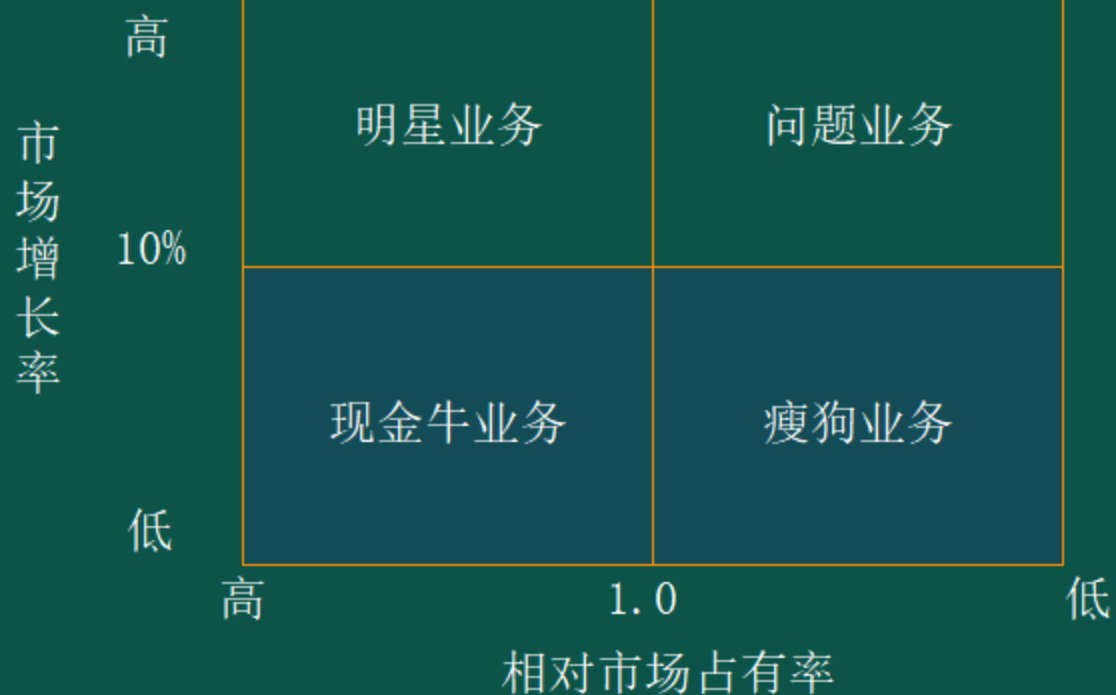 高
明星业务
问题业务
市场增长率
10%
现金牛业务
瘦狗业务
低
高
1.0
低
相对市场占有率